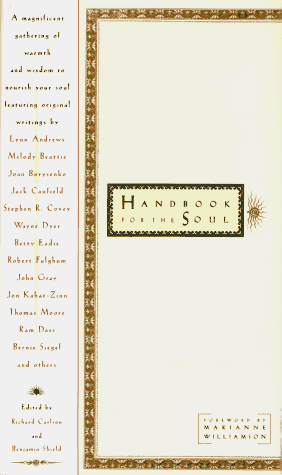 A magnificent
gathering of
warmth
and wisdom to
nourish your soul
featuring original
writings by
Lynn Andrews
Melody Beattie
Joan Borysenko
Jack Canfield
Stephen R. Covey
Wayne Dyer
Betty Eadie
Robert Fulghum
John Gray
Jon Kabat-Zinn
Thomas Moore
Ram Dass
Bernie Siegel
and others
Edited by
Richard Carlson
and
Benjamin Shield
HANDBOOK
FOR THE SOUL
FOREWORD BY
MARIANNE
WILLIAMSON